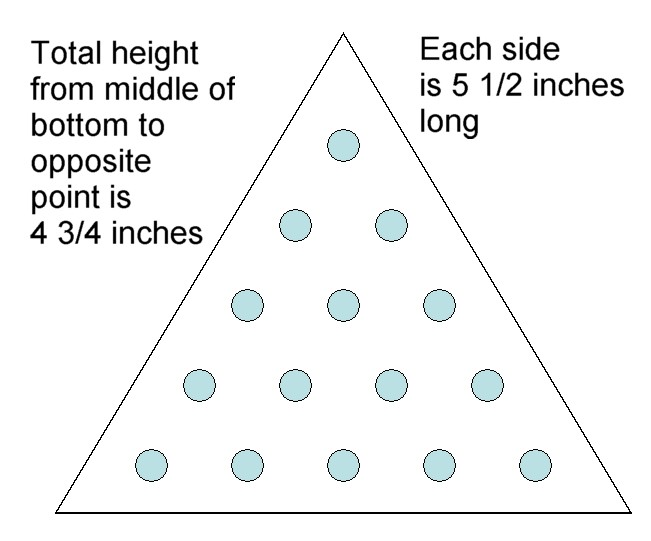 Total height
from middle of
bottom to
opposite
point is
4 3/4 inches
Each side
is 5 1/2 inches
long